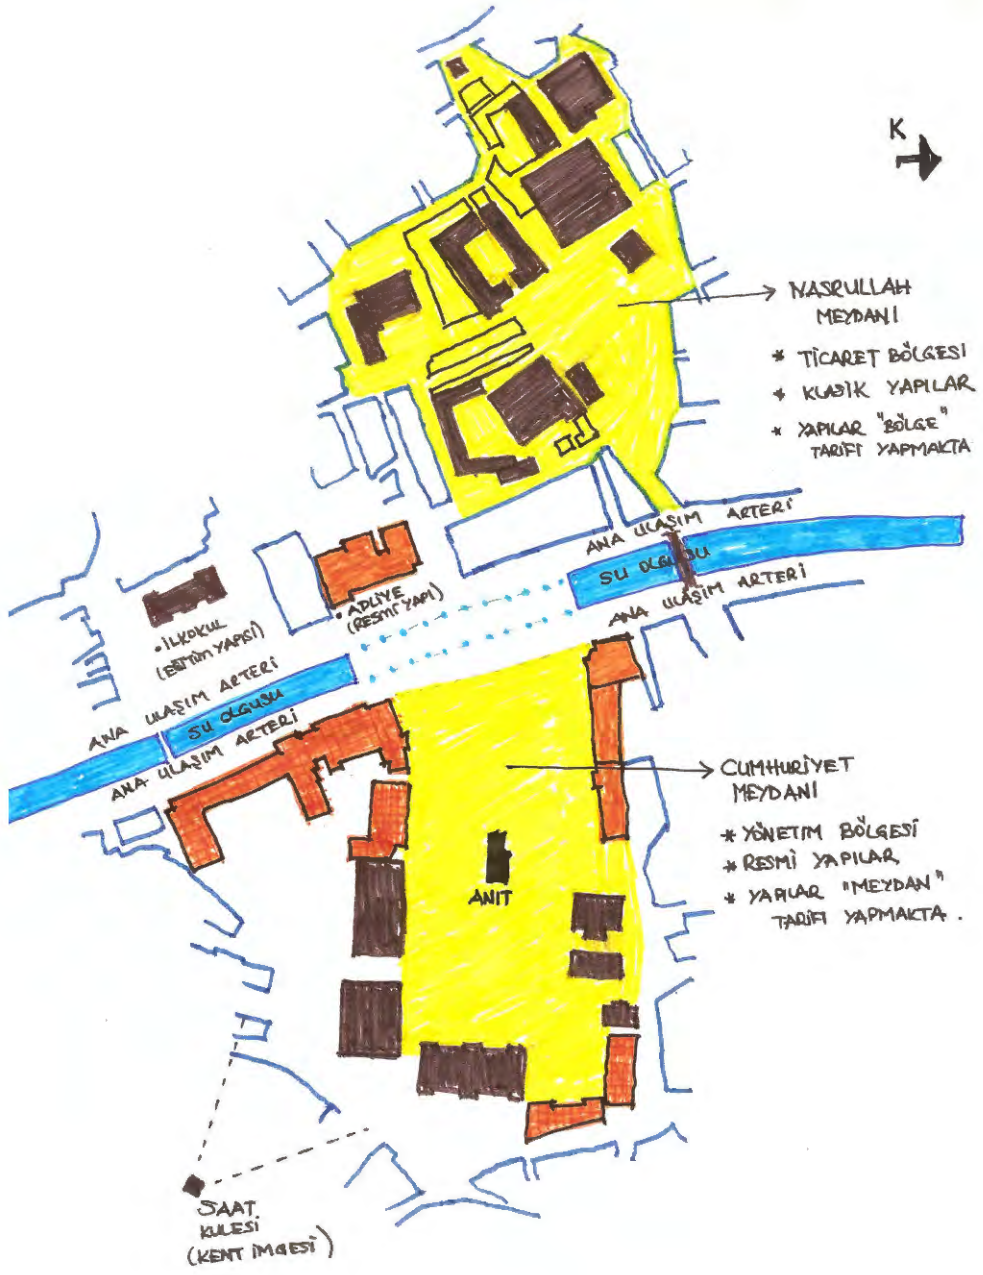 K
NASRULLAH
MEYDANI
* TİCARET BÖLGESİ
* KLASİK YAPILAR
* YAPILAR "BÖLGE"
TARİFİ YAPMAKTA
ANA ULAŞIM ARTERİ
SU OLGUSU
ANA ULAŞIM ARTERİ
• ADLİYE
(RESMİ YAPI)
• İLKOKUL
(EĞİTİM YAPISI)
ANA ULAŞIM ARTERİ
SU OLGUSU
ANA ULAŞIM ARTERİ
CUMHURİYET
MEYDANI
* YÖNETİM BÖLGESİ
* RESMİ YAPILAR
* YAPILAR "MEYDAN"
TARİFİ YAPMAKTA.
ANIT
SAAT
KULESİ
(KENT İMGESİ)